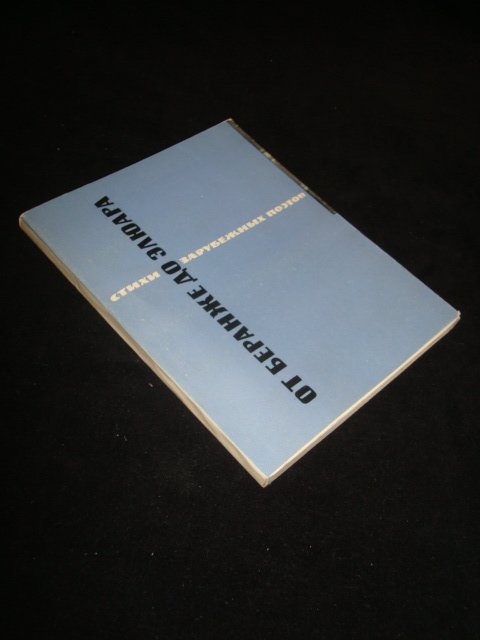 ОТ БЕРАНЖЕ ДО ЭЛЮАРА
СТИХИ ЗАРУБЕЖНЫХ ПОЭТОВ